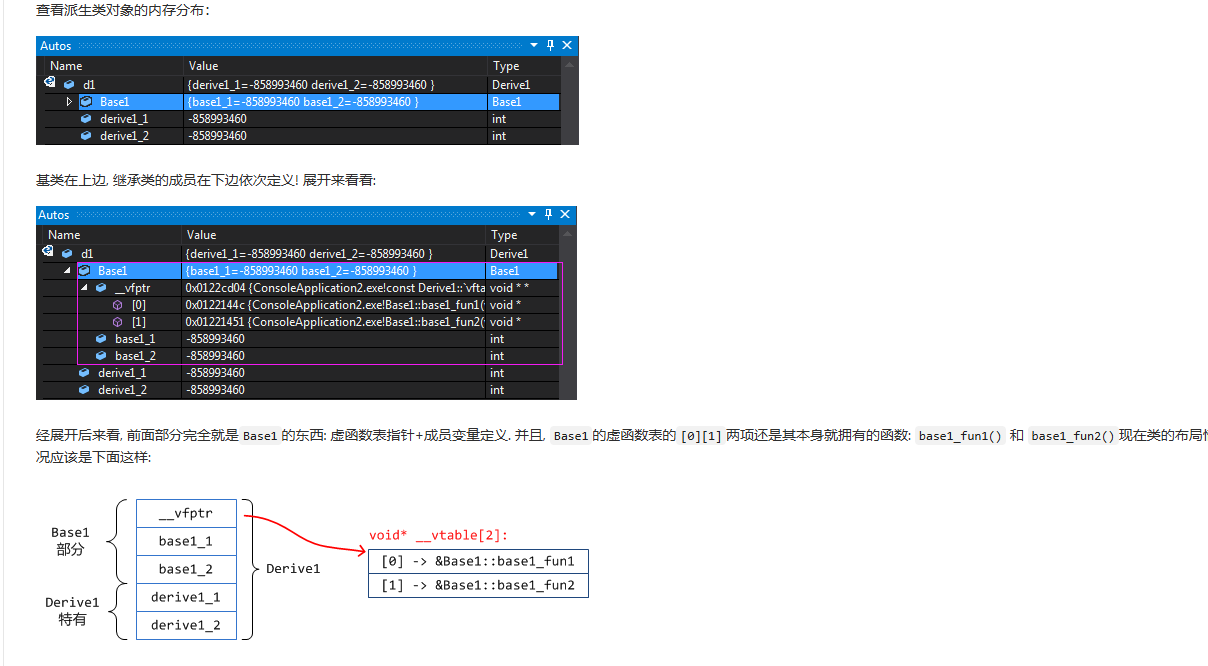 查看派生类对象的内存分布:
Autos
Name Value Type
d1 {derive1_1=-858993460 derive1_2=-858993460 } Derive1
Base1 {base1_1=-858993460 base1_2=-858993460 } Base1
derive1_1 -858993460 int
derive1_2 -858993460 int
基类在上边, 继承类的成员在下边依次定义! 展开来看看:
Autos
Name Value Type
d1 {derive1_1=-858993460 derive1_2=-858993460 } Derive1
Base1 {base1_1=-858993460 base1_2=-858993460 } Base1
__vfptr 0x0122cd04 {ConsoleApplication2.exe!const Derive1::`vfta void * *
[0] 0x0122144c {ConsoleApplication2.exe!Base1::base1_fun1( void *
[1] 0x01221451 {ConsoleApplication2.exe!Base1::base1_fun2( void *
base1_1 -858993460 int
base1_2 -858993460 int
derive1_1 -858993460 int
derive1_2 -858993460 int
经展开后来看, 前面部分完全就是 Base1 的东西: 虚函数表指针+成员变量定义. 并且, Base1 的虚函数表的 [0][1] 两项还是其本身就拥有的函数: base1_fun1() 和 base1_fun2() 现在类的布局情
况应该是下面这样:
Base1
部分
Derive1
特有
__vfptr
base1_1
base1_2
derive1_1
derive1_2
Derive1
void* __vtable[2]:
[0] -> &Base1::base1_fun1
[1] -> &Base1::base1_fun2